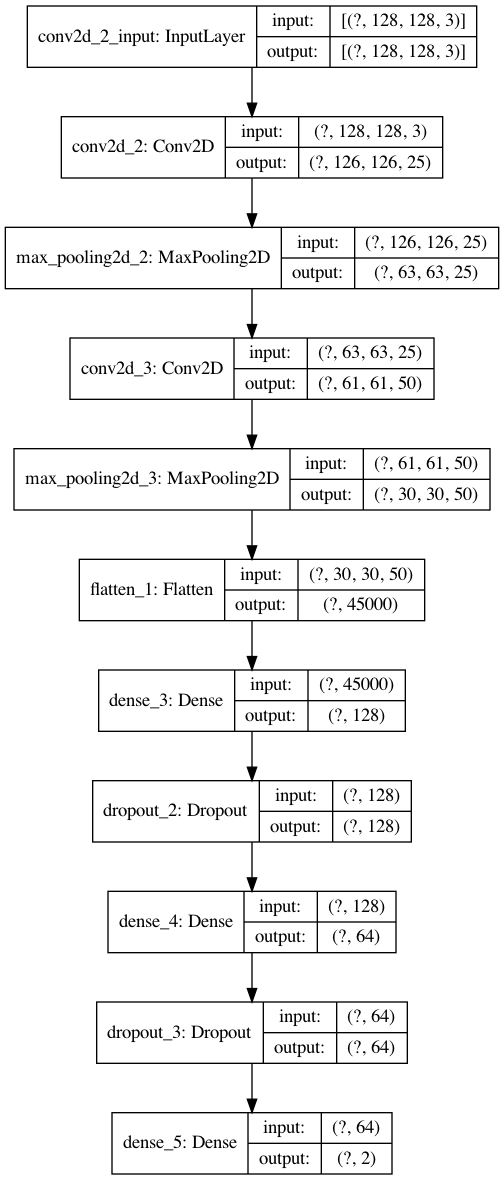 conv2d_2_input: InputLayer
input:
[(?, 128, 128, 3)]
output:
[(?, 128, 128, 3)]
conv2d_2: Conv2D
input:
(?, 128, 128, 3)
output:
(?, 126, 126, 25)
max_pooling2d_2: MaxPooling2D
input:
(?, 126, 126, 25)
output:
(?, 63, 63, 25)
conv2d_3: Conv2D
input:
(?, 63, 63, 25)
output:
(?, 61, 61, 50)
max_pooling2d_3: MaxPooling2D
input:
(?, 61, 61, 50)
output:
(?, 30, 30, 50)
flatten_1: Flatten
input:
(?, 30, 30, 50)
output:
(?, 45000)
dense_3: Dense
input:
(?, 45000)
output:
(?, 128)
dropout_2: Dropout
input:
(?, 128)
output:
(?, 128)
dense_4: Dense
input:
(?, 128)
output:
(?, 64)
dropout_3: Dropout
input:
(?, 64)
output:
(?, 64)
dense_5: Dense
input:
(?, 64)
output:
(?, 2)